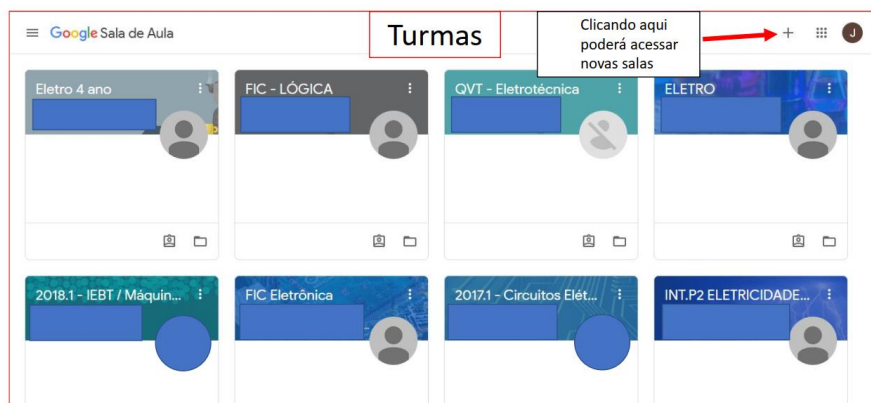 Google Sala de Aula
Turmas
Clicando aqui
poderá acessar
novas salas
J
Eletro 4 ano
FIC - LÓGICA
QVT - Eletrotécnica
ELETRO
2018.1 - IEBT / Máquin...
FIC Eletrônica
2017.1 - Circuitos Elét...
INT.P2 ELETRICIDADE...